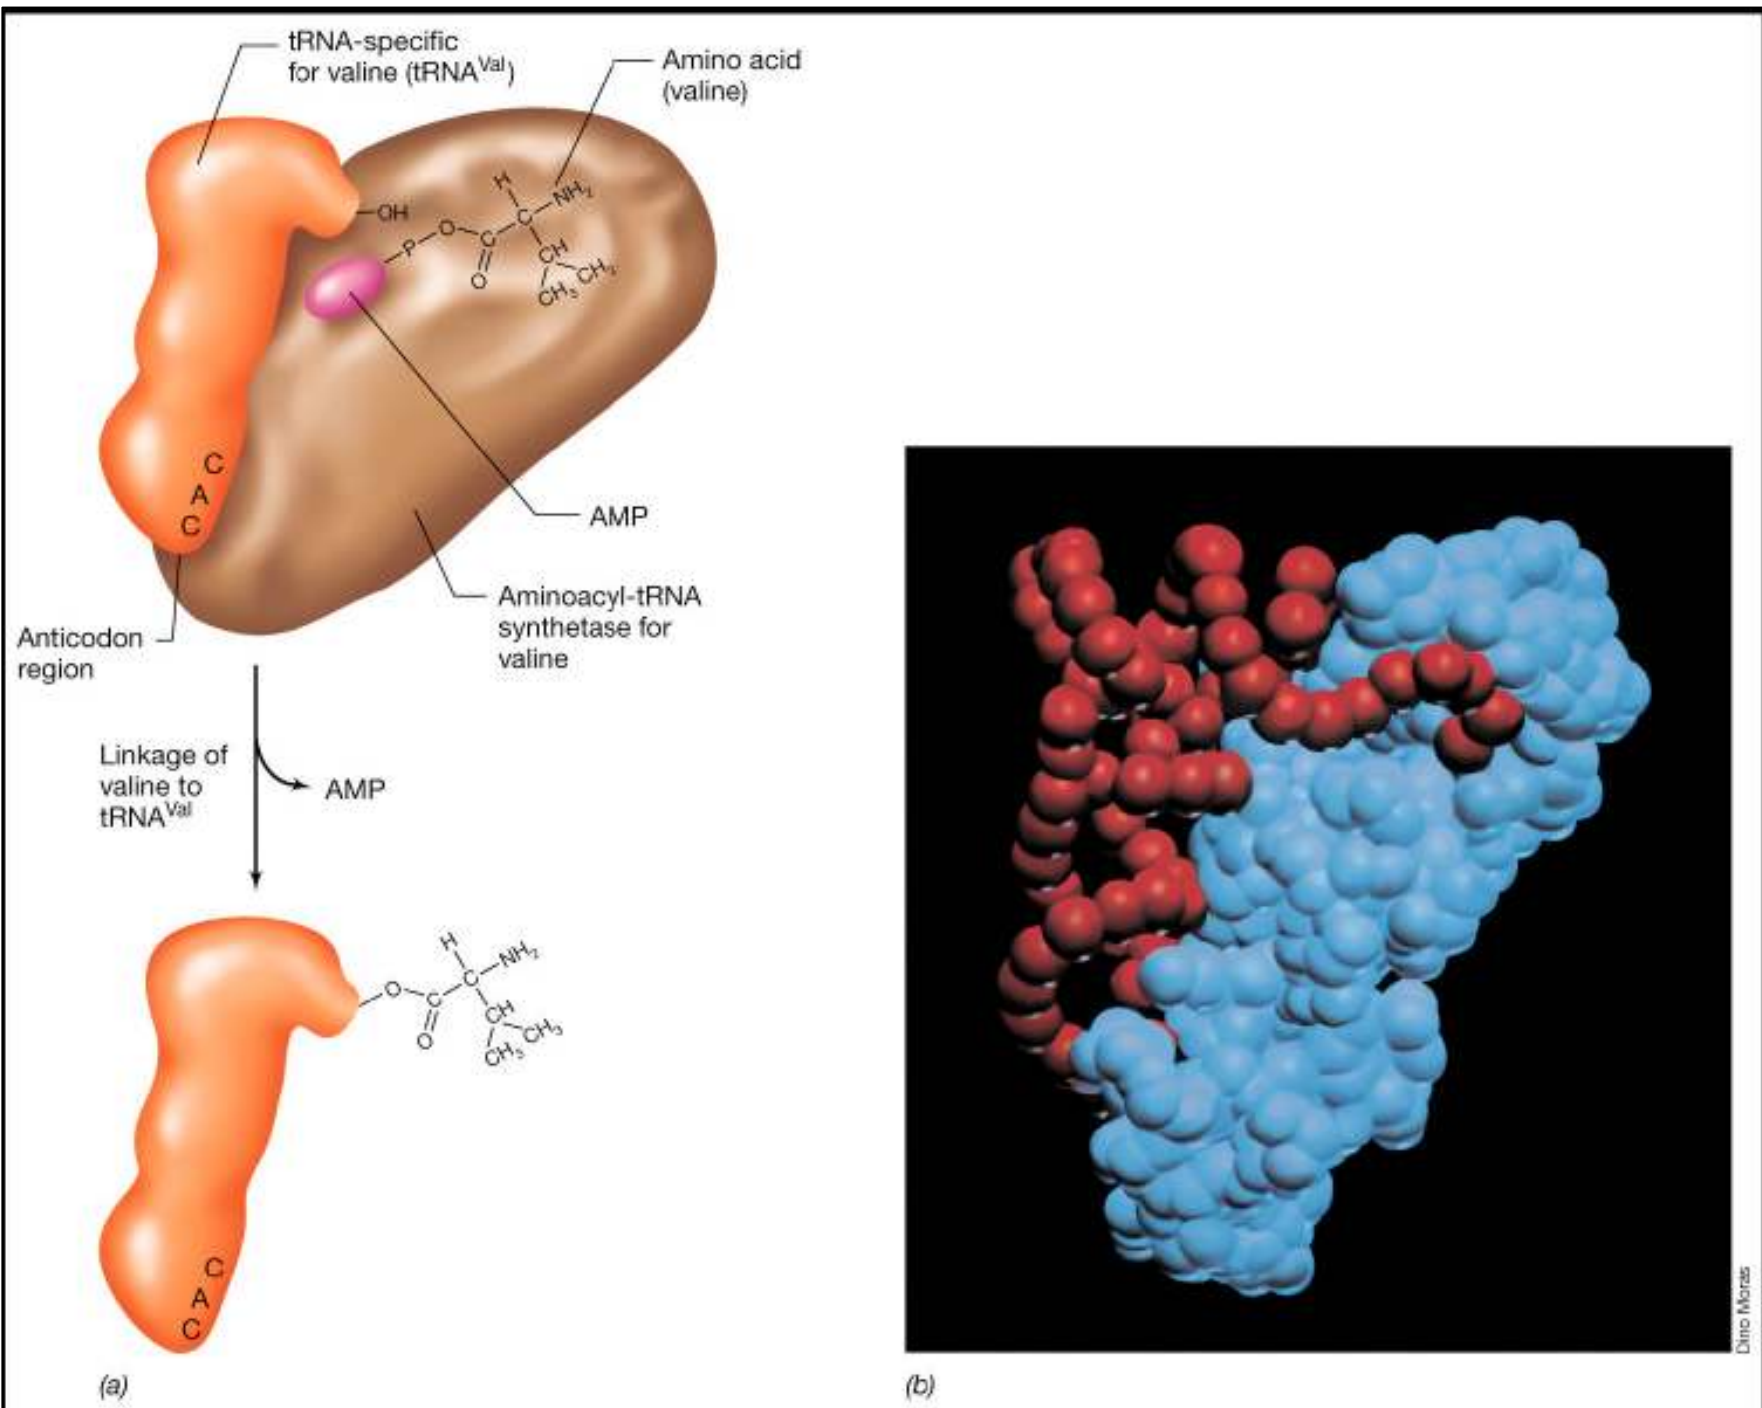 tRNA-specific
for valine (tRNAVal)
Amino acid
(valine)
OH
P
O
C
O
H
C
NH2
CH
CH3
CH3
C
A
C
AMP
Aminoacyl-tRNA
synthetase for
valine
Anticodon
region
Linkage of
valine to
tRNAVal
AMP
O
C
O
H
C
NH2
CH
CH3
CH3
C
A
C
(a)
(b)
Dino Moras